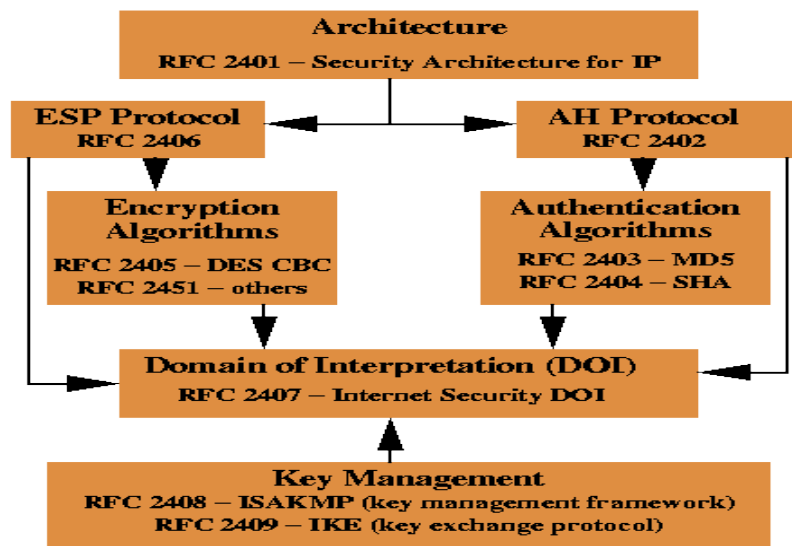 Architecture
RFC 2401 – Security Architecture for IP
ESP Protocol
RFC 2406
AH Protocol
RFC 2402
Encryption
Algorithms
RFC 2405 – DES CBC
RFC 2451 – others
Authentication
Algorithms
RFC 2403 – MD5
RFC 2404 – SHA
Domain of Interpretation (DOI)
RFC 2407 – Internet Security DOI
Key Management
RFC 2408 – ISAKMP (key management framework)
RFC 2409 – IKE (key exchange protocol)